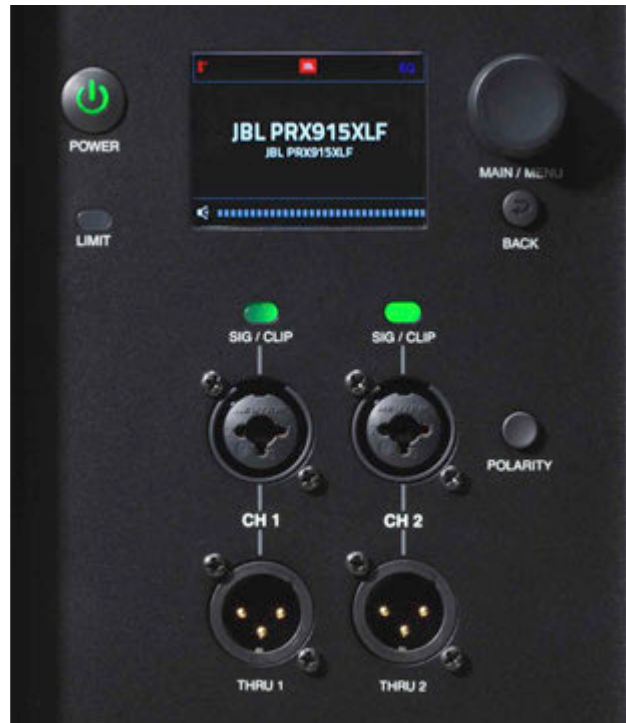 JBL
EQ
JBL PRX915XLF
JBL PRX915XLF
POWER
MAIN / MENU
LIMIT
BACK
SIG / CLIP
SIG / CLIP
POLARITY
CH 1
CH 2
THRU 1
THRU 2